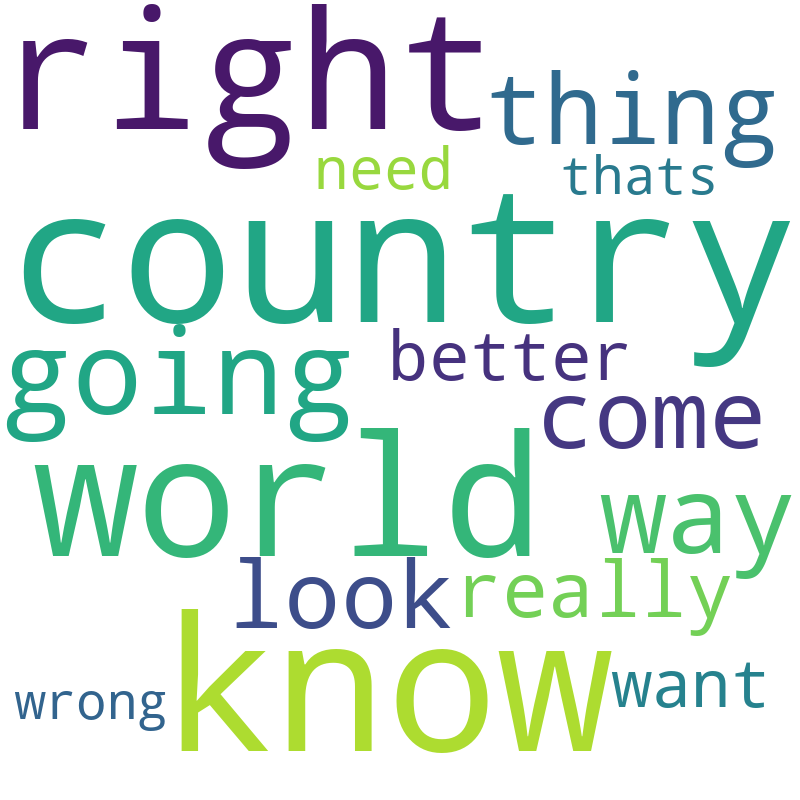 right
thing
need
thats
country
going
better
come
world
way
look
really
know
wrong
want